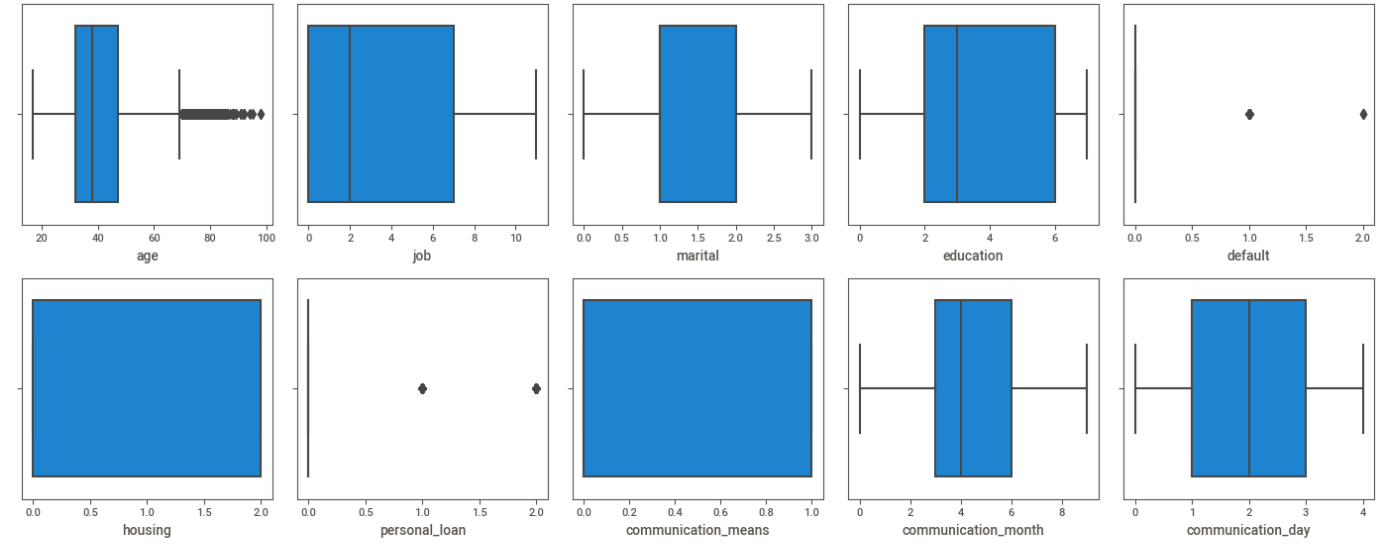 20 40 60 80 100
age
0 2 4 6 8 10
job
0.0 0.5 1.0 1.5 2.0 2.5 3.0
marital
0 2 4 6
education
0.0 0.5 1.0 1.5 2.0
default
0.0 0.5 1.0 1.5 2.0
housing
0.0 0.5 1.0 1.5 2.0
personal_loan
0.0 0.2 0.4 0.6 0.8 1.0
communication_means
0 2 4 6 8
communication_month
0 1 2 3 4
communication_day